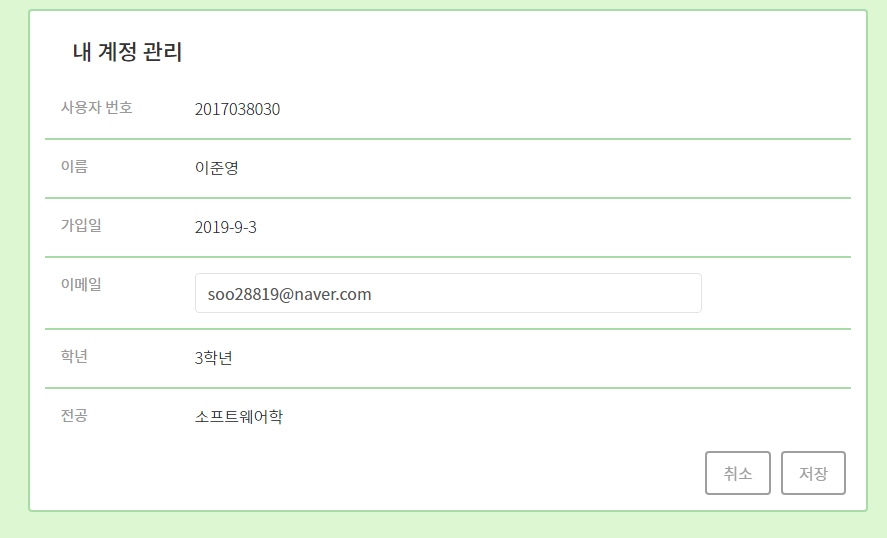 내 계정 관리
사용자 번호 2017038030
이름 이준영
가입일 2019-9-3
이메일 soo28819@naver.com
학년 3학년
전공 소프트웨어학
취소 저장